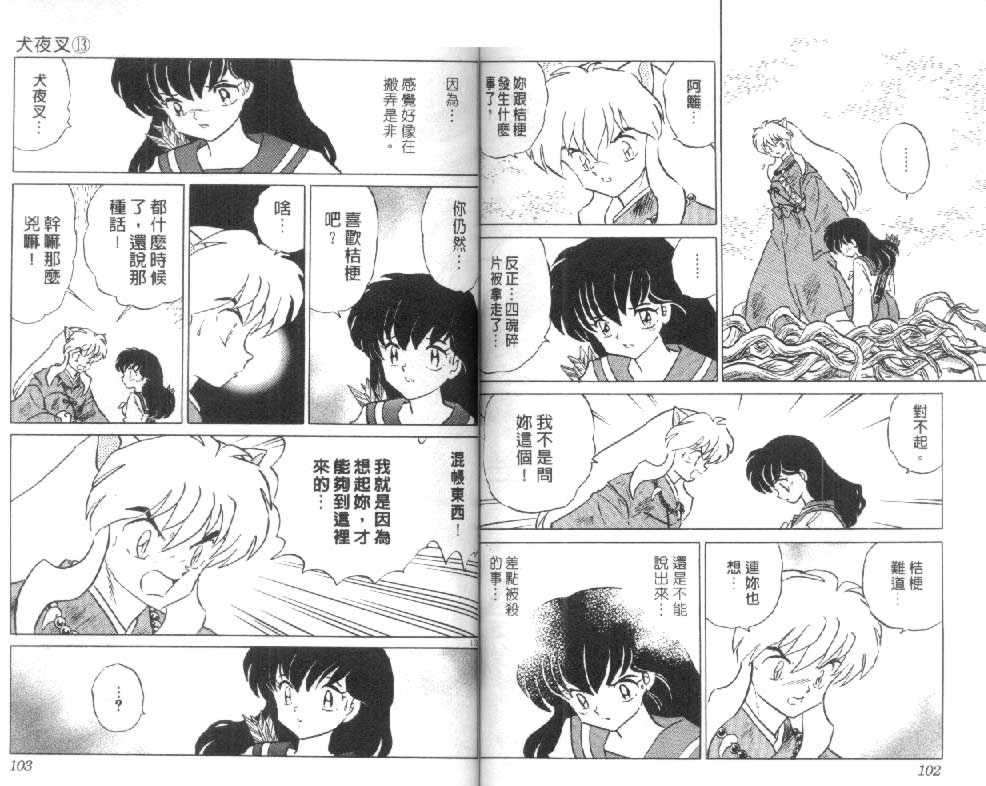 犬夜叉⑬
……
阿籬…
妳跟桔梗
發生什麼
事了，
……
反正…四魂碎
片被拿走了…
對不起。
我不是問
妳這個！
桔梗
難道…
連妳也
想…
還是不能
說出來…
差點被殺
的事…
102
因為…
感覺好像在
搬弄是非。
犬夜叉…
你仍然…
喜歡桔梗
吧？
啥…
都什麼時候
了，還說那
種話！
幹嘛那麼
兇嘛！
混帳東西！
我就是因為
想起妳，才
能夠到這裡
來的…
…？
103